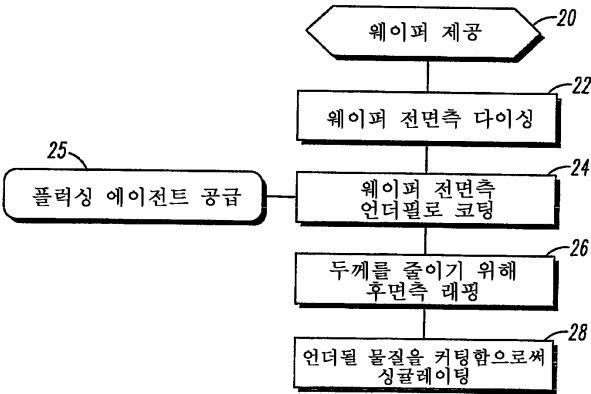 20
웨이퍼 제공
22
웨이퍼 전면측 다이싱
25
24
플럭싱 에이전트 공급
웨이퍼 전면측
언더필로 코팅
26
두께를 줄이기 위해
후면측 래핑
28
언더필 물질을 커팅함으로써
싱귤레이팅